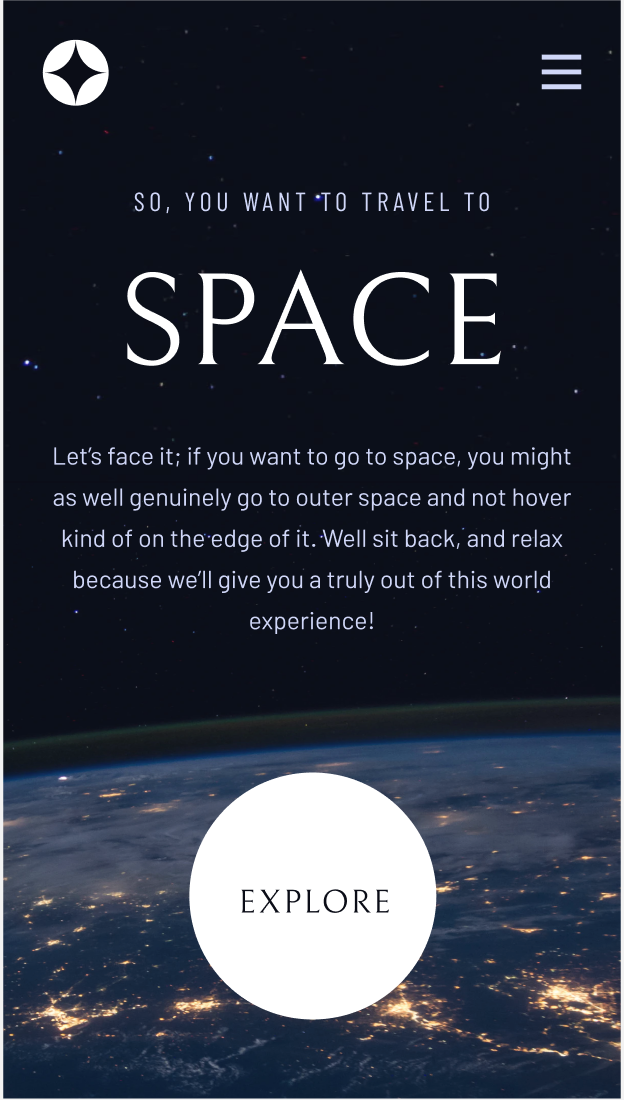 SO, YOU WANT TO TRAVEL TO
SPACE
Let’s face it; if you want to go to space, you might
as well genuinely go to outer space and not hover
kind of on the edge of it. Well sit back, and relax
because we’ll give you a truly out of this world
experience!
EXPLORE